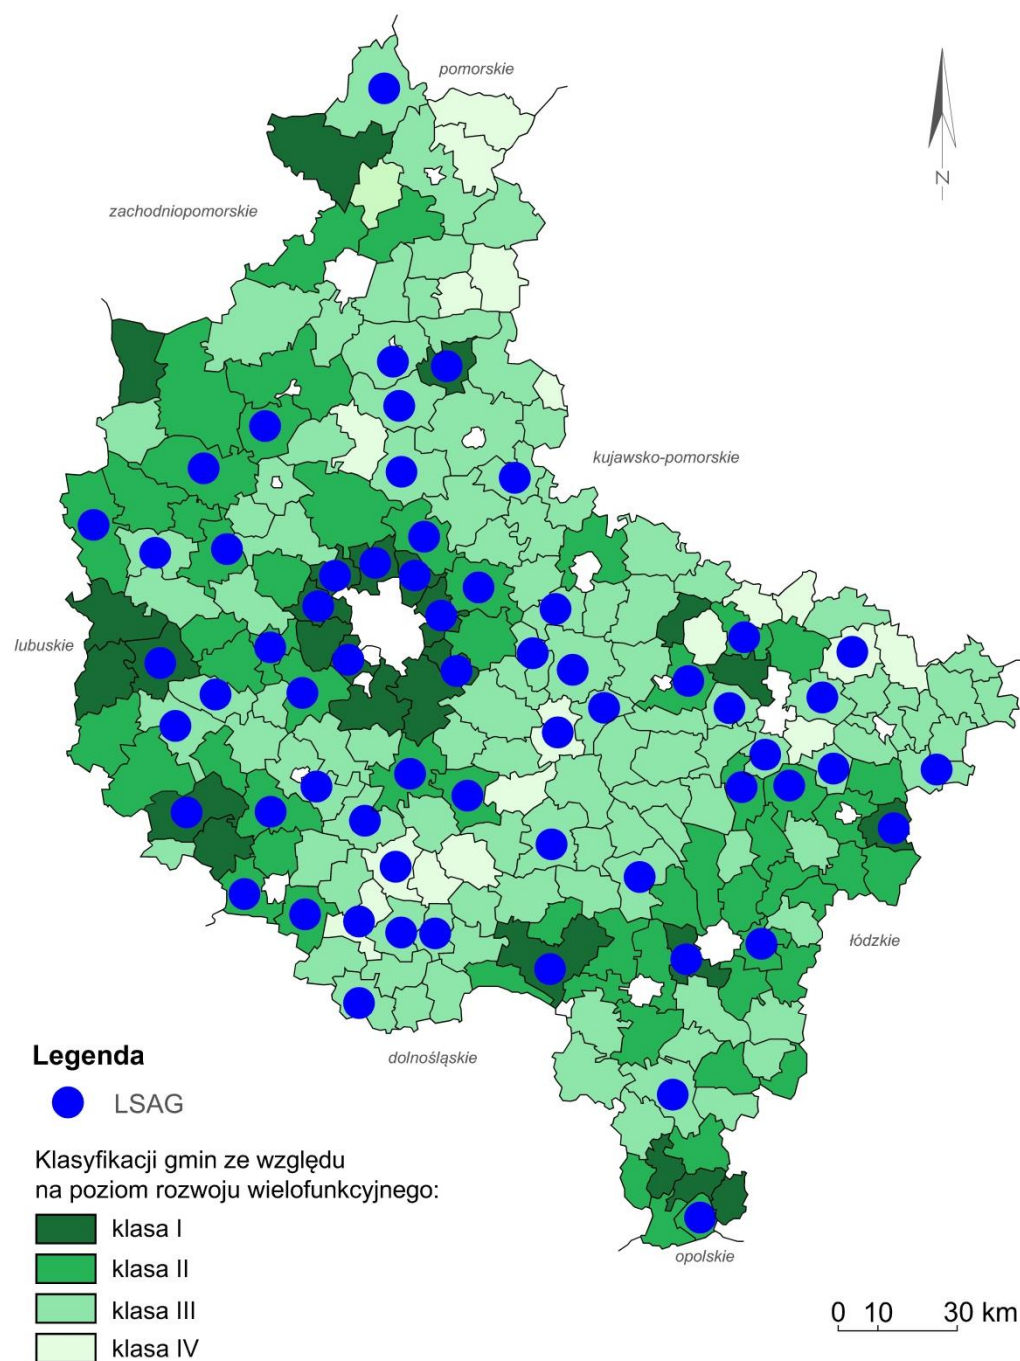 pomorskie
N
zachodniopomorskie
kujawsko-pomorskie
lubuskie
łódzkie
dolnośląskie
opolskie
Legenda
LSAG
Klasyfikacji gmin ze względu
na poziom rozwoju wielofunkcyjnego:
klasa I
klasa II
klasa III
klasa IV
0 10 30 km